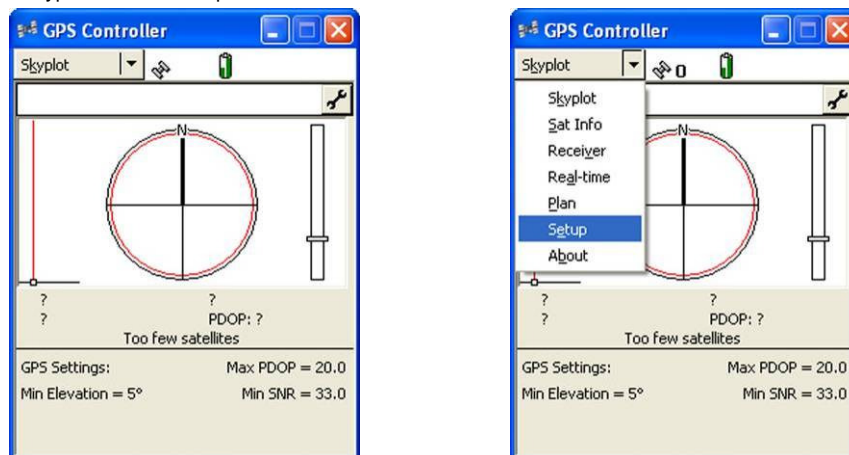 GPS Controller
Skyplot
N
?
?
? PDOP: ?
Too few satellites
GPS Settings: Max PDOP = 20.0
Min Elevation = 5° Min SNR = 33.0
GPS Controller
Skyplot 0
Skyplot
Sat Info
Receiver
Real-time
Plan
Setup
About
N
?
?
? PDOP: ?
Too few satellites
GPS Settings: Max PDOP = 20.0
Min Elevation = 5° Min SNR = 33.0